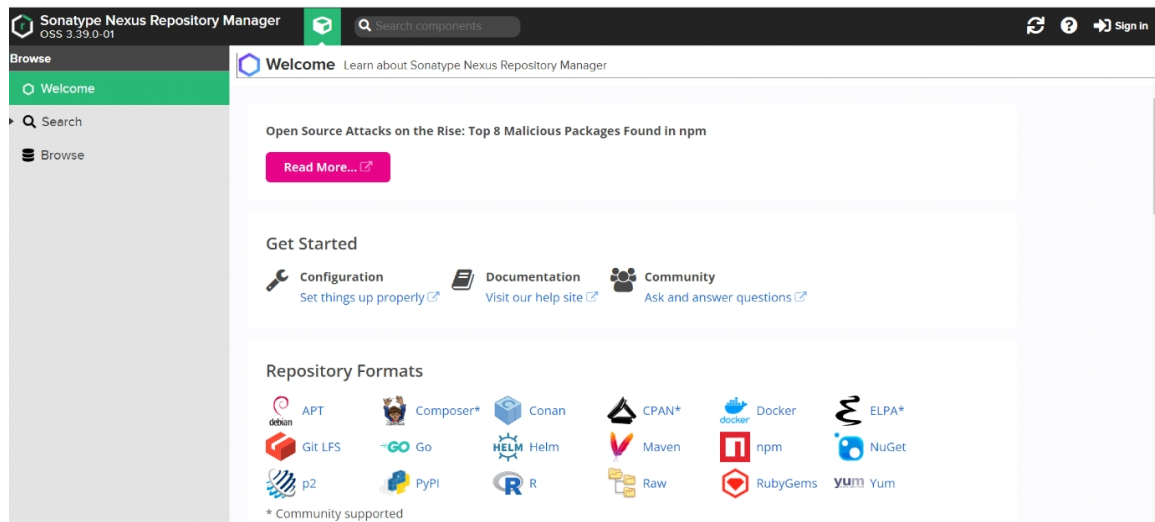 Sonatype Nexus Repository Manager
OSS 3.39.0-01
Search components
Sign in
Browse
Welcome
Search
Browse
Welcome Learn about Sonatype Nexus Repository Manager
Open Source Attacks on the Rise: Top 8 Malicious Packages Found in npm
Read More...
Get Started
Configuration
Set things up properly
Documentation
Visit our help site
Community
Ask and answer questions
Repository Formats
debian APT
Composer*
Conan
CPAN*
docker Docker
ELPA*
Git LFS
GO Go
HELM Helm
Maven
npm
NuGet
p2
PyPI
R R
Raw
RubyGems
yum Yum
* Community supported